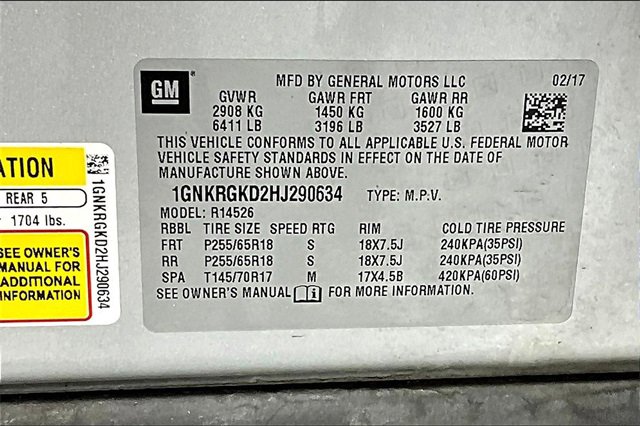 GM
MFD BY GENERAL MOTORS LLC 02/17
GVWR GAWR FRT GAWR RR
2908 KG 1450 KG 1600 KG
6411 LB 3196 LB 3527 LB
THIS VEHICLE CONFORMS TO ALL APPLICABLE U.S. FEDERAL MOTOR
VEHICLE SAFETY STANDARDS IN EFFECT ON THE DATE OF
MANUFACTURE SHOWN ABOVE.
1GNKRGKD2HJ290634 TYPE: M.P.V.
MODEL: R14526
RBBL TIRE SIZE SPEED RTG RIM COLD TIRE PRESSURE
FRT P255/65R18 S 18X7.5J 240KPA(35PSI)
RR P255/65R18 S 18X7.5J 240KPA(35PSI)
SPA T145/70R17 M 17X4.5B 420KPA(60PSI)
SEE OWNER'S MANUAL i FOR MORE INFORMATION.
ATION
REAR 5
1704 lbs.
SEE OWNER'S
MANUAL FOR
ADDITIONAL
INFORMATION
1GNKRGKD2HJ290634